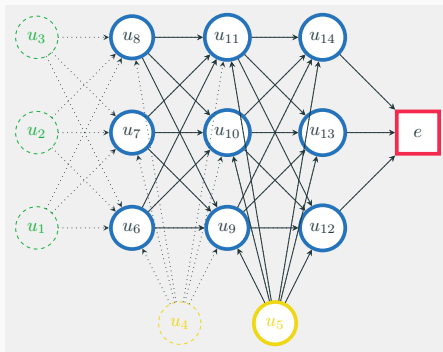 u₃ u₈ u₁₁ u₁₄
u₂ u₇ u₁₀ u₁₃ e
u₁ u₆ u₉ u₁₂
u₄ u₅